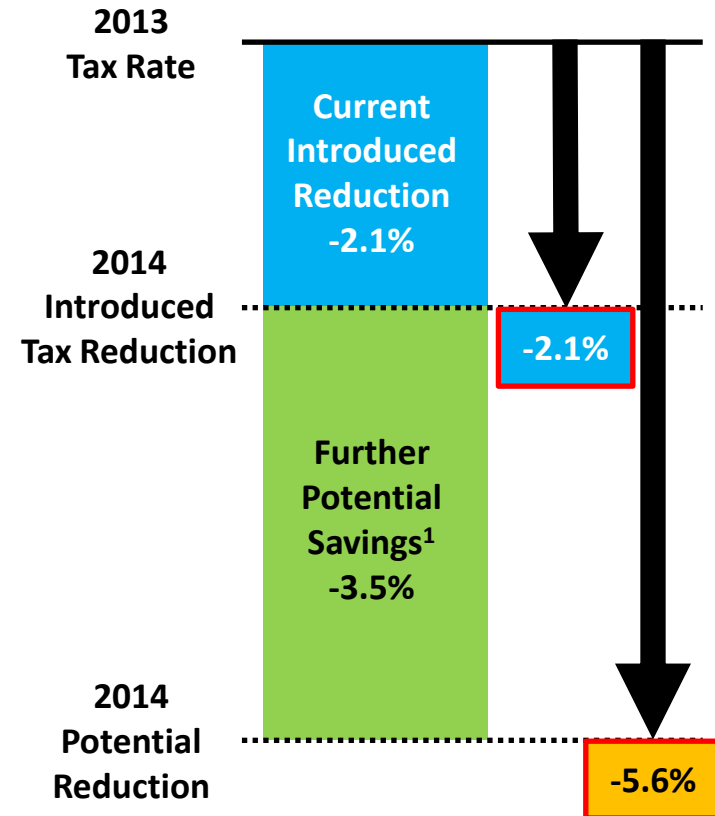 2013
Tax Rate
Current
Introduced
Reduction
-2.1%
2014
Introduced
Tax Reduction
-2.1%
Further
Potential
Savings¹
-3.5%
2014
Potential
Reduction
-5.6%